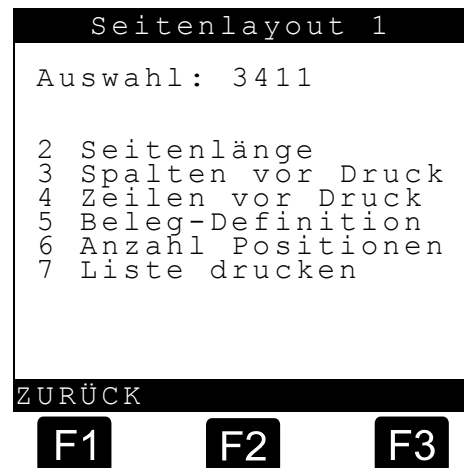 Seitenlayout 1
Auswahl: 3411
2 Seitenlänge
3 Spalten vor Druck
4 Zeilen vor Druck
5 Beleg-Definition
6 Anzahl Positionen
7 Liste drucken
ZURÜCK
F1 F2 F3